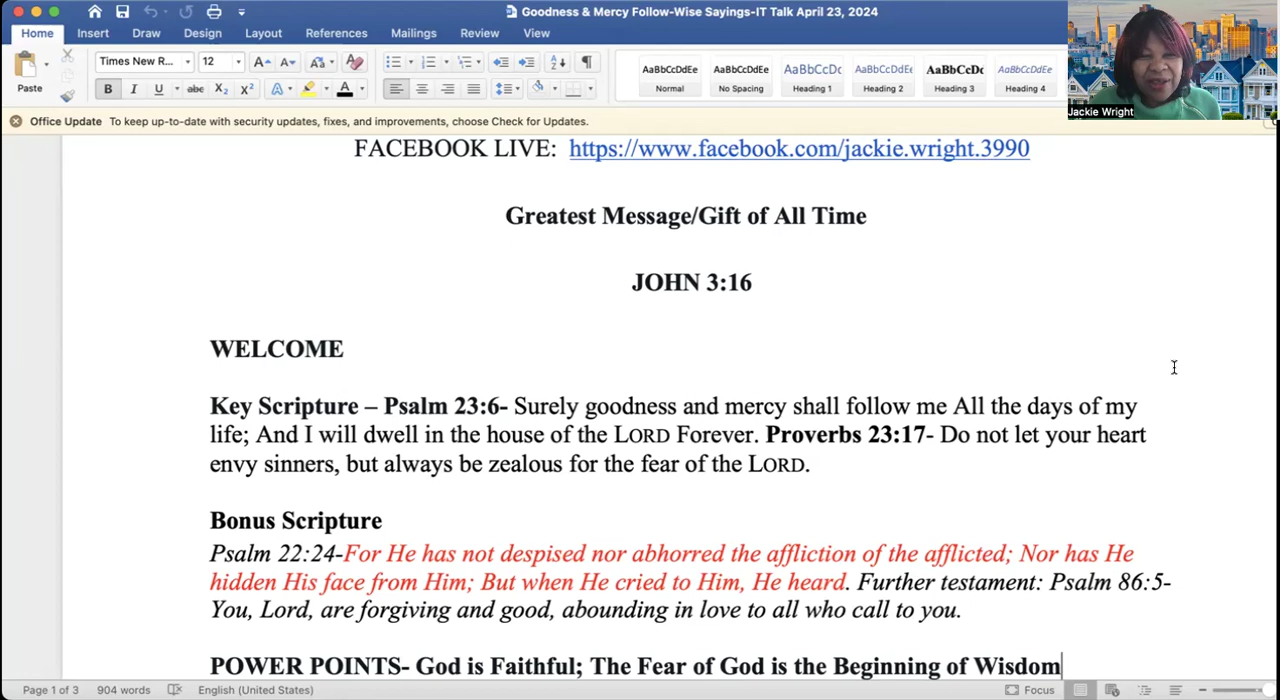 Goodness & Mercy Follow-Wise Sayings-IT Talk April 23, 2024
Home Insert Draw Design Layout References Mailings Review View
Times New R... 12
Paste
AaBbCcDdEe AaBbCcDdEe AaBbCcDc AaBbCcDdEe AaBbCcDc AaBbCcDdEe
Normal No Spacing Heading 1 Heading 2 Heading 3 Heading 4
Jackie Wright
Office Update To keep up-to-date with security updates, fixes, and improvements, choose Check for Updates.
FACEBOOK LIVE: https://www.facebook.com/jackie.wright.3990
Greatest Message/Gift of All Time
JOHN 3:16
WELCOME
Key Scripture – Psalm 23:6- Surely goodness and mercy shall follow me All the days of my
life; And I will dwell in the house of the LORD Forever. Proverbs 23:17- Do not let your heart
envy sinners, but always be zealous for the fear of the LORD.
Bonus Scripture
Psalm 22:24-For He has not despised nor abhorred the affliction of the afflicted; Nor has He
hidden His face from Him; But when He cried to Him, He heard. Further testament: Psalm 86:5-
You, Lord, are forgiving and good, abounding in love to all who call to you.
POWER POINTS- God is Faithful; The Fear of God is the Beginning of Wisdom
Page 1 of 3 904 words English (United States) Focus